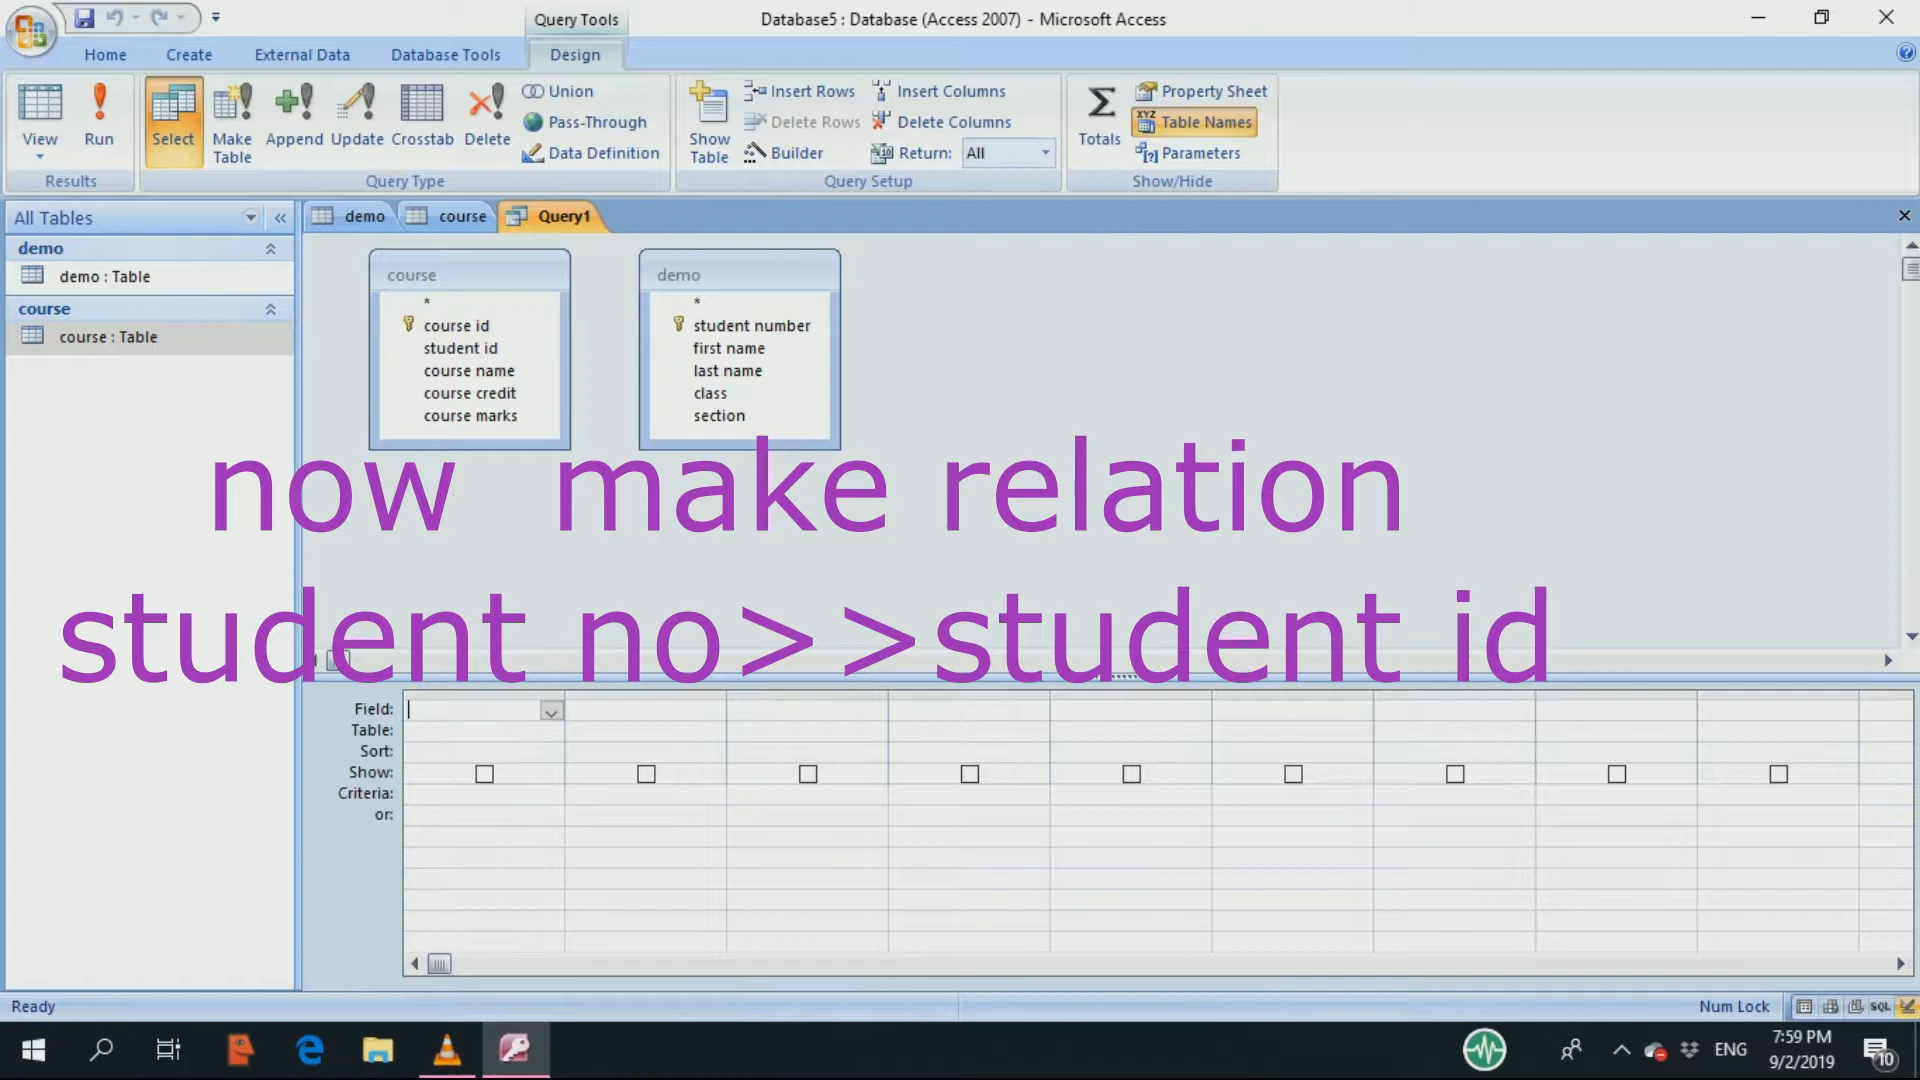 Query Tools
Database5 : Database (Access 2007) - Microsoft Access
Home Create External Data Database Tools Design
View
Run
Results
Select
Make Table
Append
Update
Crosstab
Delete
Union
Pass-Through
Data Definition
Query Type
Show Table
Insert Rows
Delete Rows
Builder
Insert Columns
Delete Columns
Return: All
Query Setup
Totals
Property Sheet
XYZ Table Names
Parameters
Show/Hide
All Tables
demo
demo : Table
course
course : Table
demo course Query1
course
*
course id
student id
course name
course credit
course marks
demo
*
student number
first name
last name
class
section
now make relation
student no>>student id
Field:
Table:
Sort:
Show:
Criteria:
or:
Ready
Num Lock
SQL
ENG
7:59 PM
9/2/2019
10